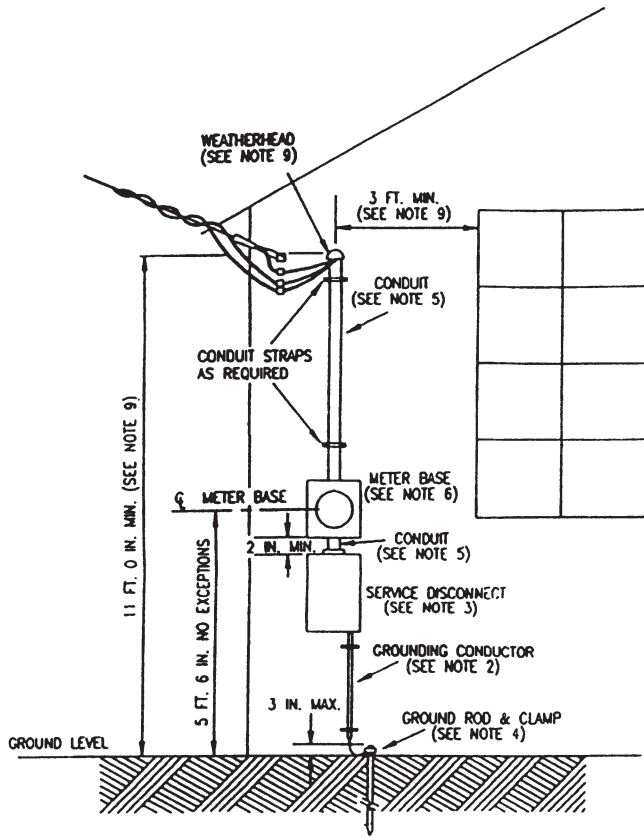 WEATHERHEAD
(SEE NOTE 9)
3 FT. MIN.
(SEE NOTE 9)
CONDUIT
(SEE NOTE 5)
CONDUIT STRAPS
AS REQUIRED
11 FT. 0 IN. MIN. (SEE NOTE 9)
METER BASE
(SEE NOTE 6)
℄ METER BASE
2 IN. MIN.
CONDUIT
(SEE NOTE 5)
5 FT. 6 IN. NO EXCEPTIONS
SERVICE DISCONNECT
(SEE NOTE 3)
GROUNDING CONDUCTOR
(SEE NOTE 2)
3 IN. MAX.
GROUND ROD & CLAMP
(SEE NOTE 4)
GROUND LEVEL